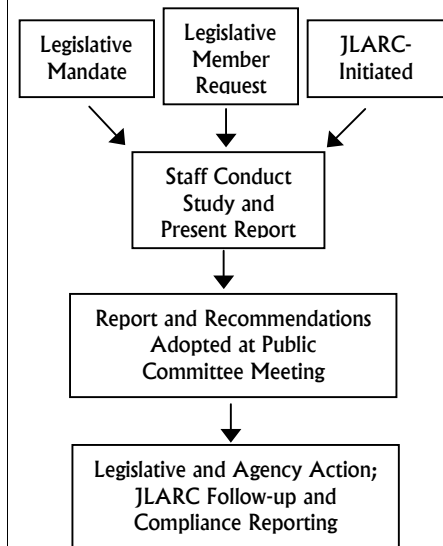 Legislative
Mandate
Legislative
Member
Request
JLARC-
Initiated
Staff Conduct
Study and
Present Report
Report and Recommendations
Adopted at Public
Committee Meeting
Legislative and Agency Action;
JLARC Follow-up and
Compliance Reporting